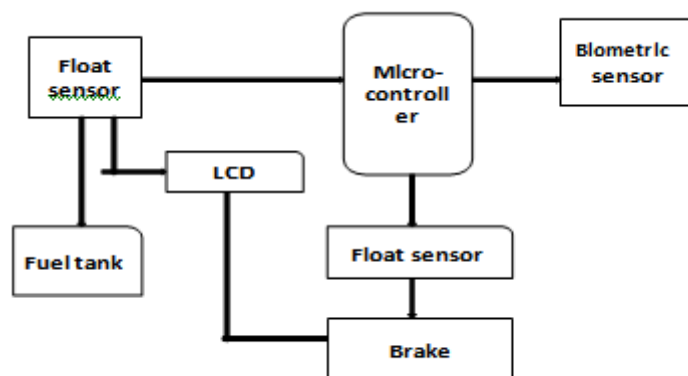 Float
sensor
Micro-
controll
er
Biometric
sensor
LCD
Fuel tank
Float sensor
Brake